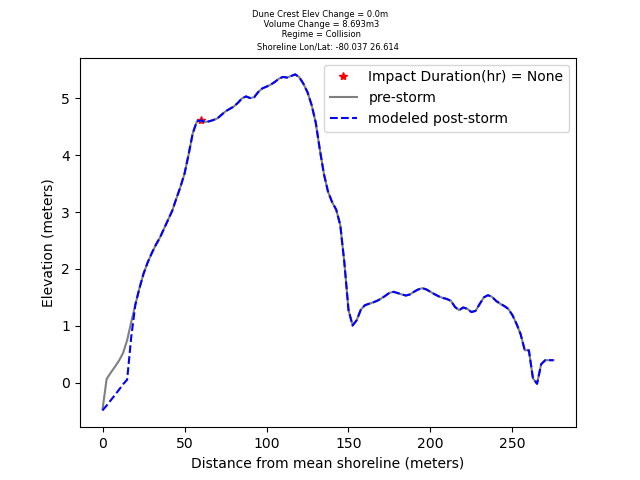 Dune Crest Elev Change = 0.0m
Volume Change = 8.693m3
Regime = Collision
Shoreline Lon/Lat: -80.037 26.614
Impact Duration(hr) = None
pre-storm
modeled post-storm
5
4
3
2
1
0
Elevation (meters)
0 50 100 150 200 250
Distance from mean shoreline (meters)